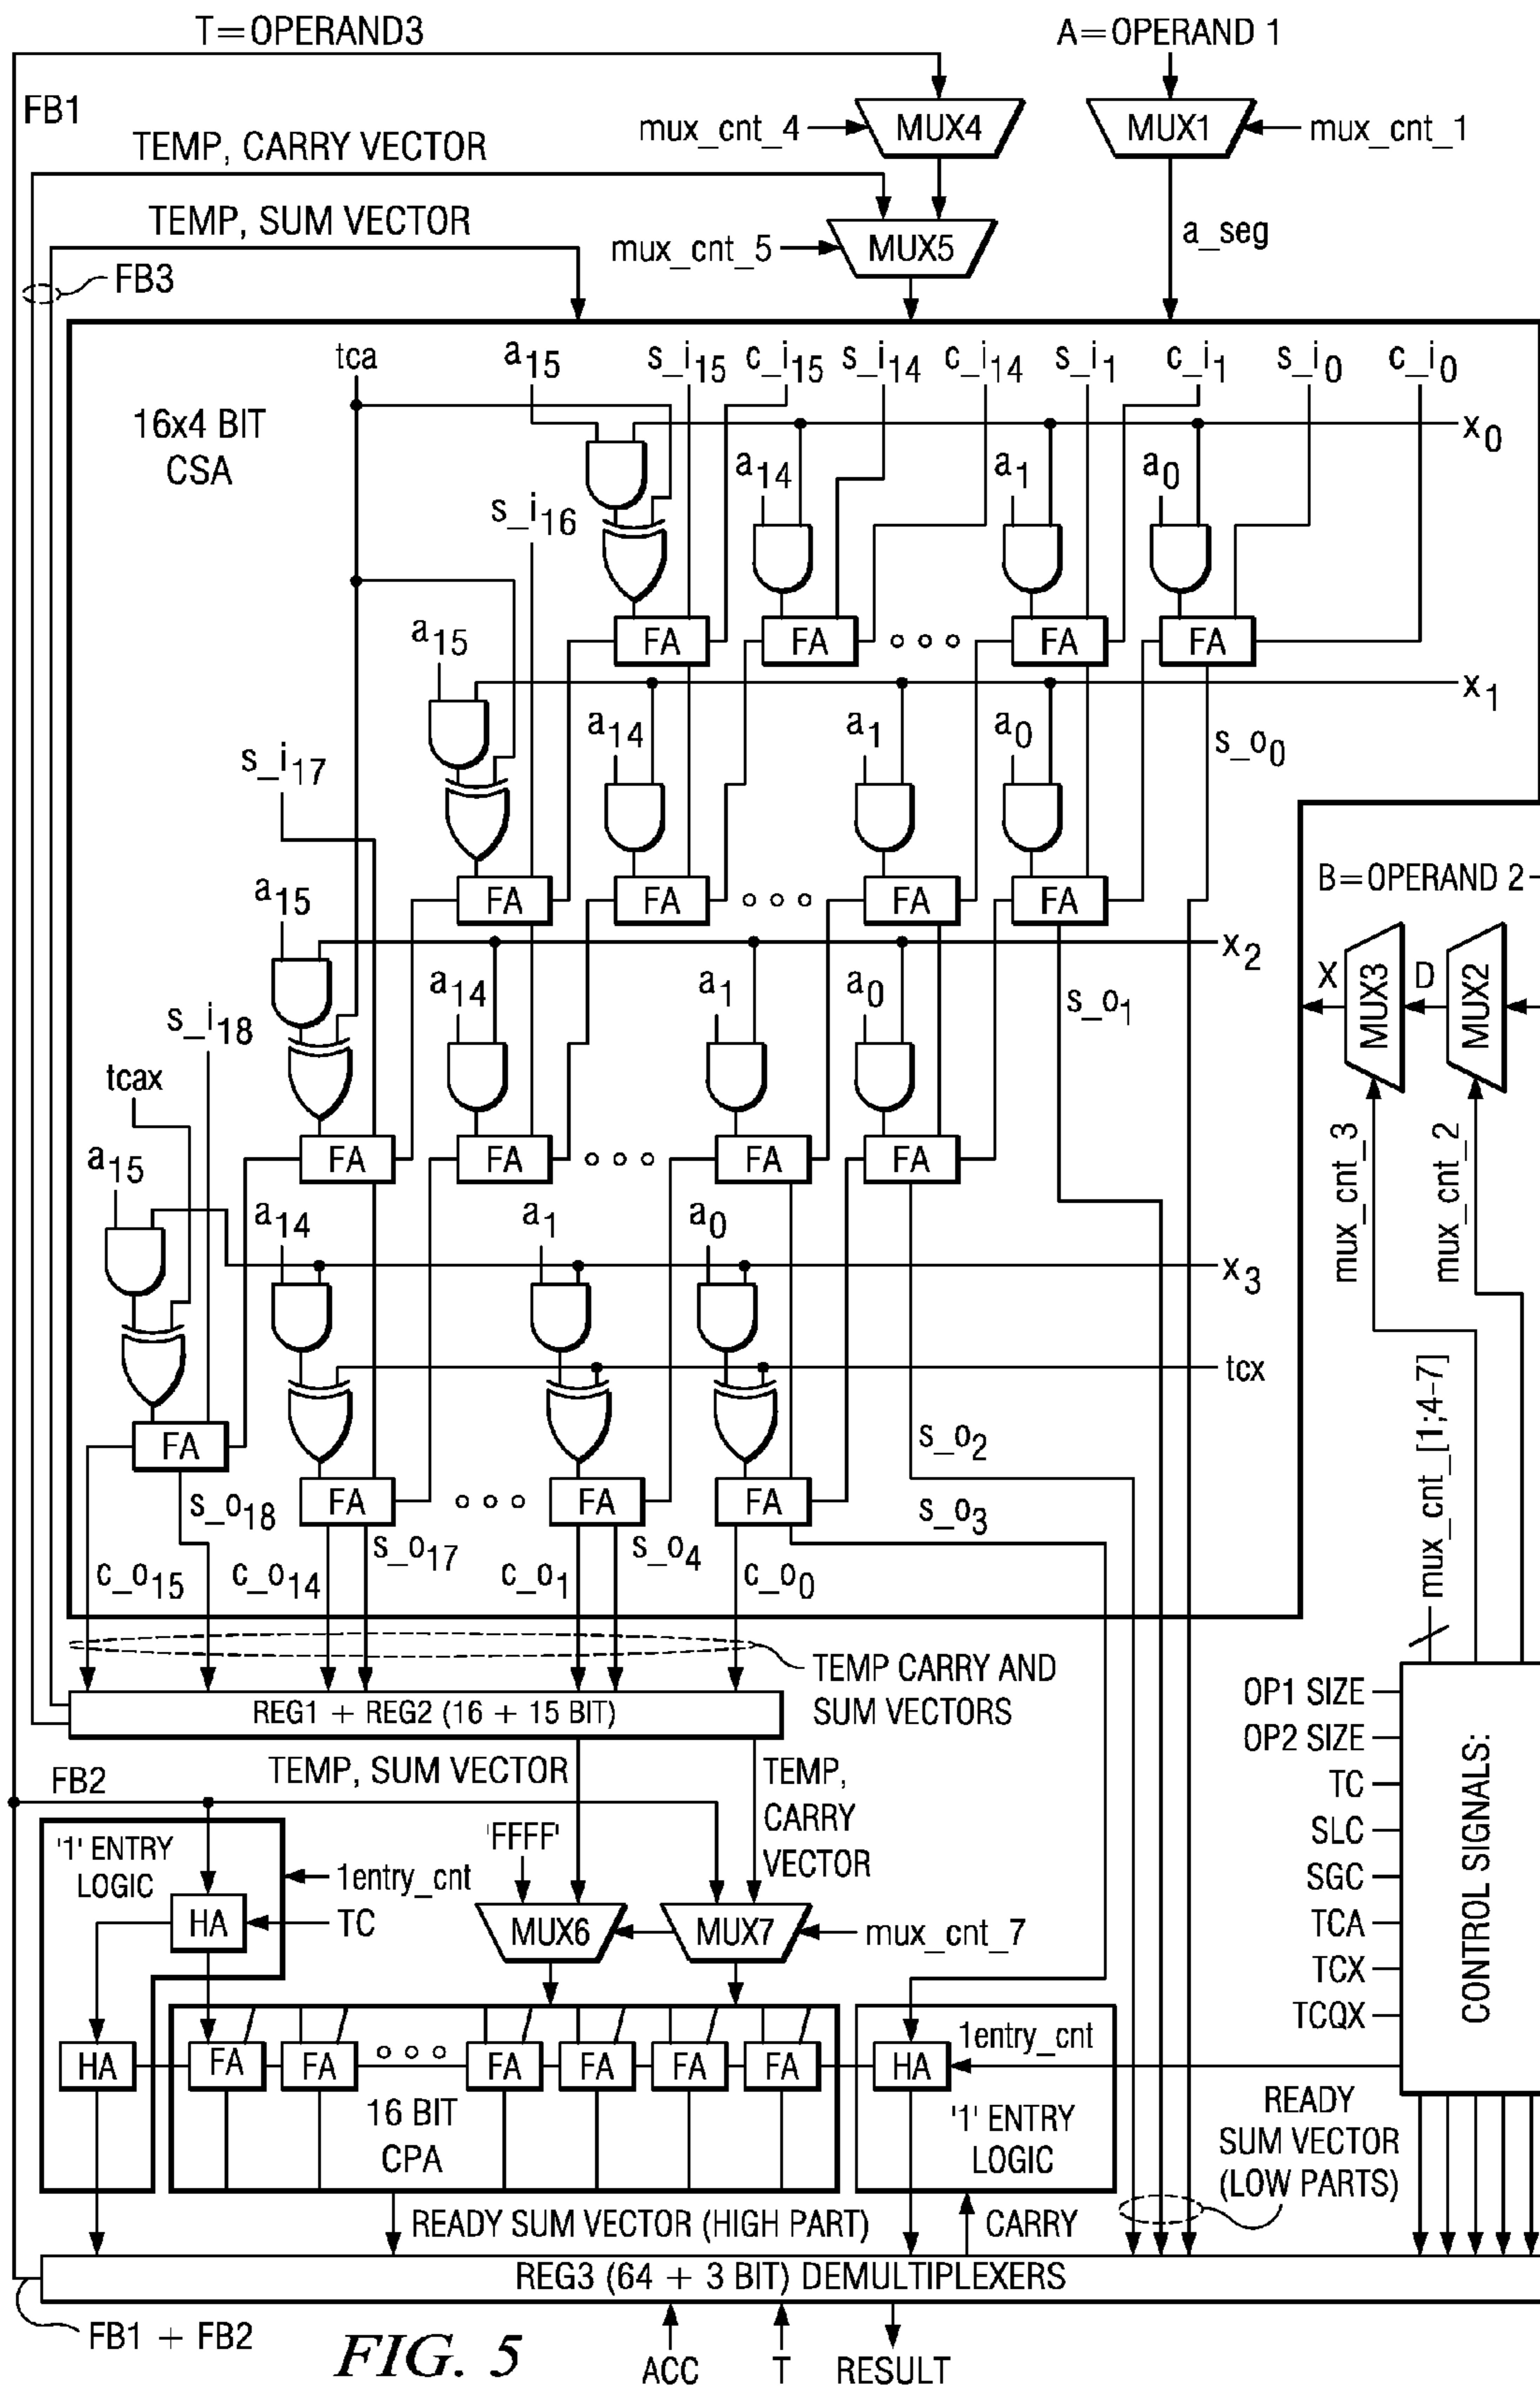 T=OPERAND3
A=OPERAND 1
FB1
mux_cnt_4
MUX4
MUX1
mux_cnt_1
TEMP, CARRY VECTOR
TEMP, SUM VECTOR
mux_cnt_5
MUX5
a_seg
FB3
tca
a15
s_i15
c_i15
s_i14
c_i14
s_i1
c_i1
s_i0
c_i0
16x4 BIT
CSA
x0
a14
a1
a0
s_i16
FA
FA
FA
FA
a15
x1
a14
a1
a0
s_o0
s_i17
a15
FA
FA
FA
FA
B=OPERAND 2
x2
a14
a1
a0
s_o1
X
MUX3
D
MUX2
s_i18
tcax
FA
FA
FA
FA
a15
mux_cnt_3
mux_cnt_2
a14
a1
a0
x3
tcx
mux_cnt_[1;4-7]
FA
s_o2
s_o18
FA
FA
FA
s_o3
s_o17
s_o4
c_o15
c_o14
c_o1
c_o0
TEMP CARRY AND
SUM VECTORS
REG1 + REG2 (16 + 15 BIT)
OP1 SIZE
OP2 SIZE
TC
SLC
SGC
TCA
TCX
TCQX
CONTROL SIGNALS:
FB2
TEMP, SUM VECTOR
TEMP,
CARRY
VECTOR
'1' ENTRY
LOGIC
'FFFF'
1entry_cnt
HA
TC
MUX6
MUX7
mux_cnt_7
HA
FA
FA
FA
FA
FA
FA
HA
1entry_cnt
16 BIT
CPA
'1' ENTRY
LOGIC
READY
SUM VECTOR
(LOW PARTS)
READY SUM VECTOR (HIGH PART)
CARRY
REG3 (64 + 3 BIT) DEMULTIPLEXERS
FB1 + FB2
FIG. 5
ACC
T
RESULT